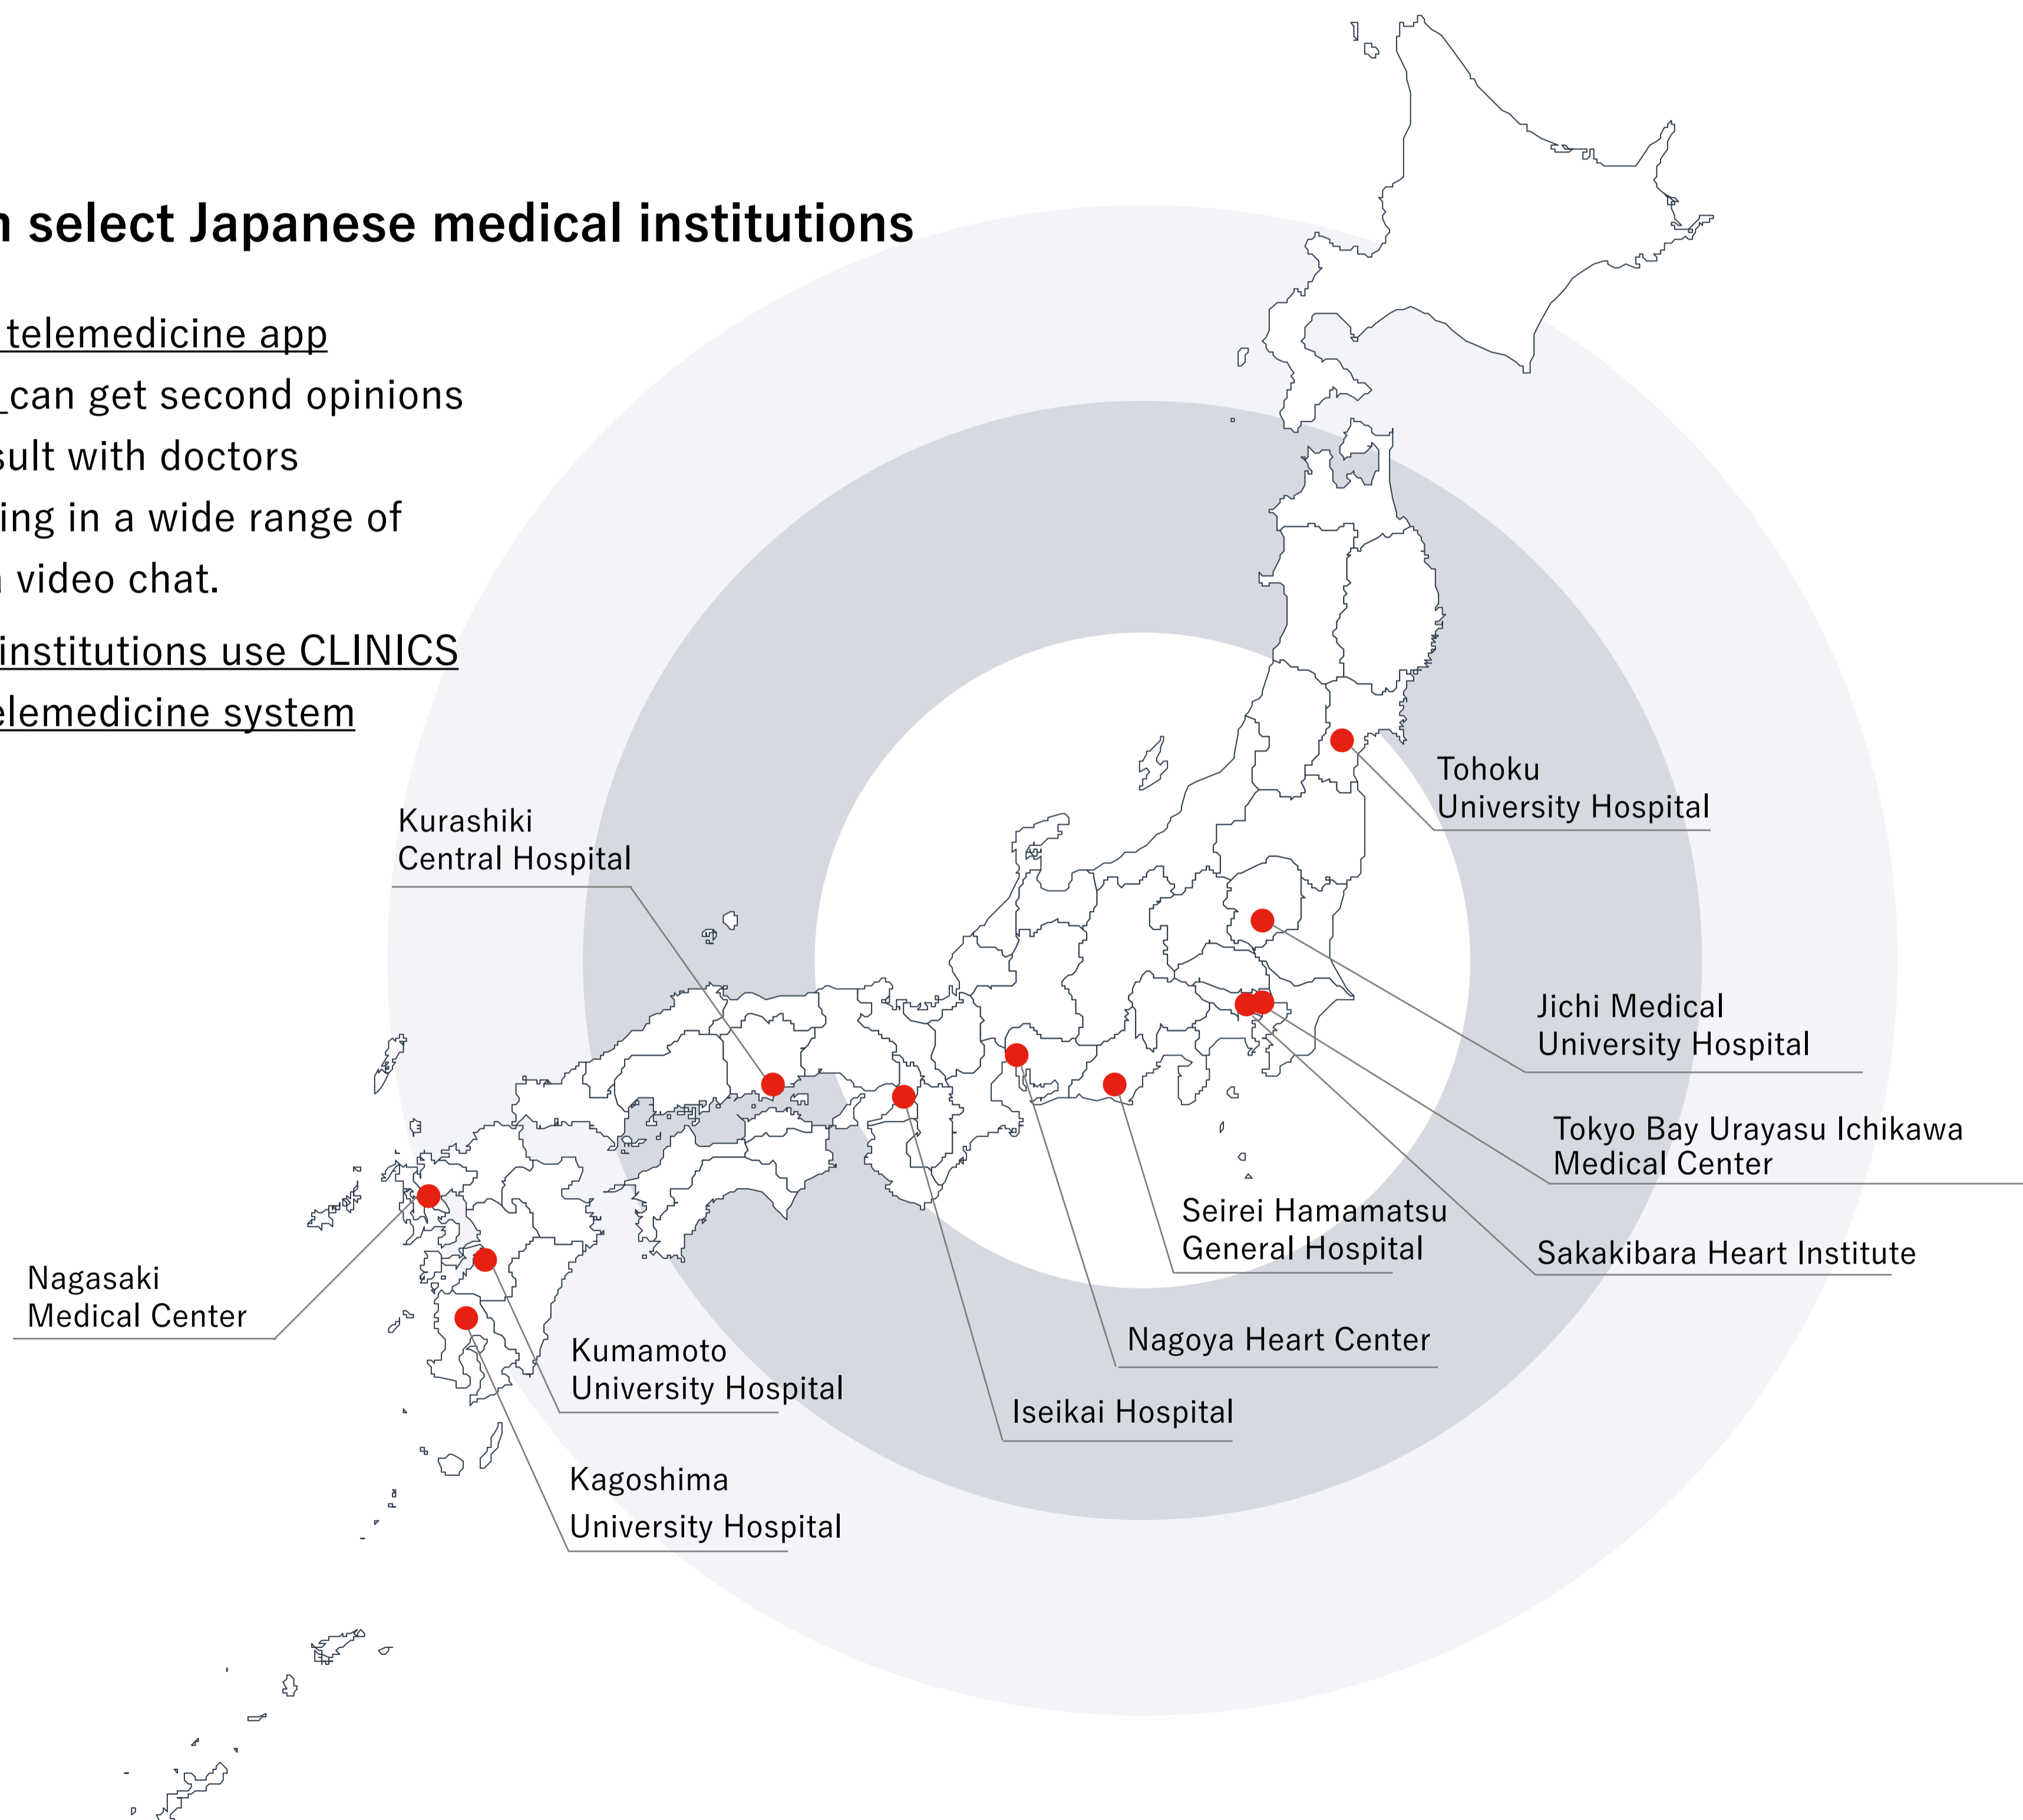 n select Japanese medical institutions
telemedicine app
can get second opinions
sult with doctors
ing in a wide range of
a video chat.
institutions use CLINICS
elemedicine system
Tohoku
University Hospital
Kurashiki
Central Hospital
Jichi Medical
University Hospital
Tokyo Bay Urayasu Ichikawa
Medical Center
Seirei Hamamatsu
General Hospital
Sakakibara Heart Institute
Nagasaki
Medical Center
Nagoya Heart Center
Kumamoto
University Hospital
Iseikai Hospital
Kagoshima
University Hospital